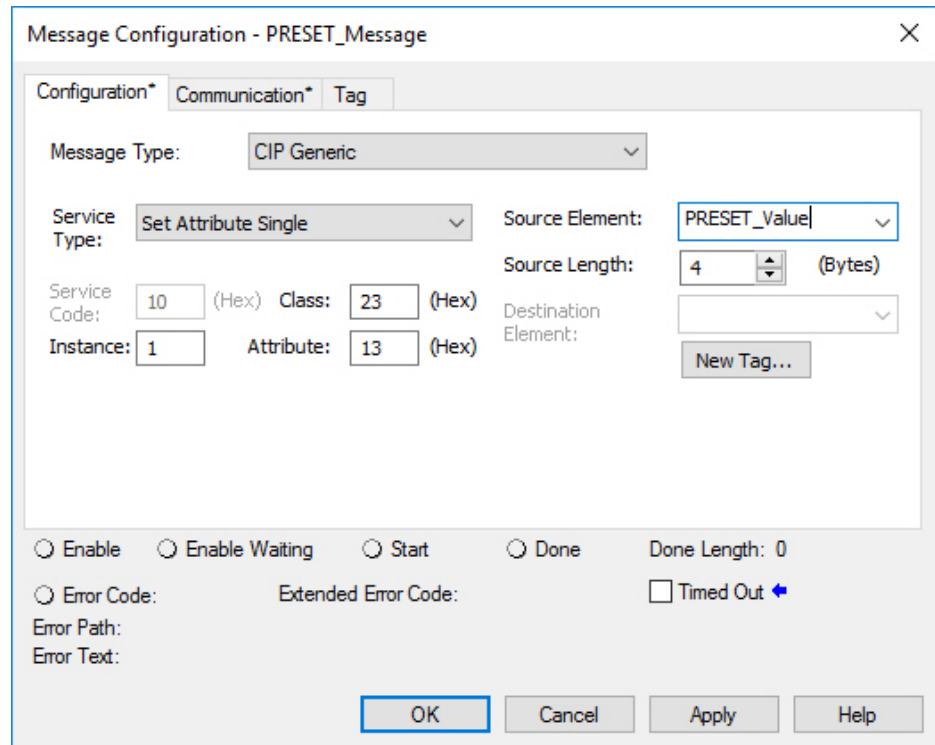 Message Configuration - PRESET_Message
Configuration* Communication* Tag
Message Type: CIP Generic
Service Type: Set Attribute Single
Source Element: PRESET_Value
Source Length: 4 (Bytes)
Service Code: 10 (Hex) Class: 23 (Hex)
Destination Element:
Instance: 1 Attribute: 13 (Hex)
New Tag...
Enable Enable Waiting Start Done Done Length: 0
Error Code: Extended Error Code: Timed Out
Error Path:
Error Text:
OK Cancel Apply Help